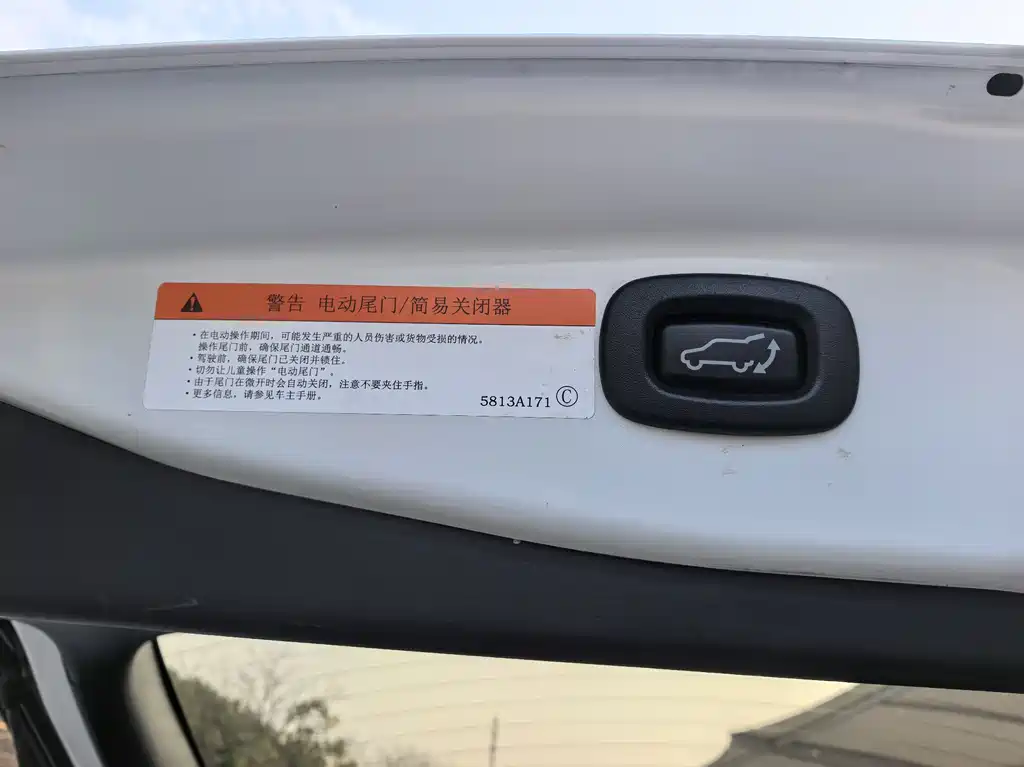 警告 电动尾门/简易关闭器
·在电动操作期间，可能发生严重的人员伤害或货物受损的情况。
操作尾门前，确保尾门通道通畅。
·驾驶前，确保尾门已关闭并锁住。
·切勿让儿童操作“电动尾门”。
·由于尾门在微开时会自动关闭，注意不要夹住手指。
·更多信息，请参见车主手册。
5813A171 Ⓒ